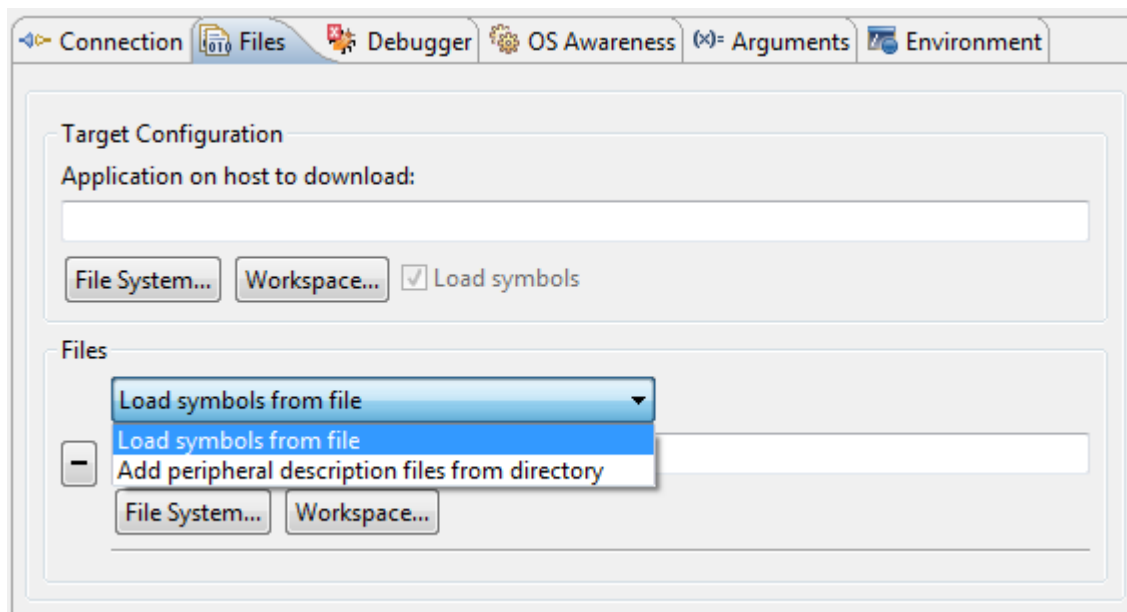 Connection Files Debugger OS Awareness (x)= Arguments Environment
Target Configuration
Application on host to download:
File System... Workspace... Load symbols
Files
Load symbols from file
Load symbols from file
Add peripheral description files from directory
File System... Workspace...